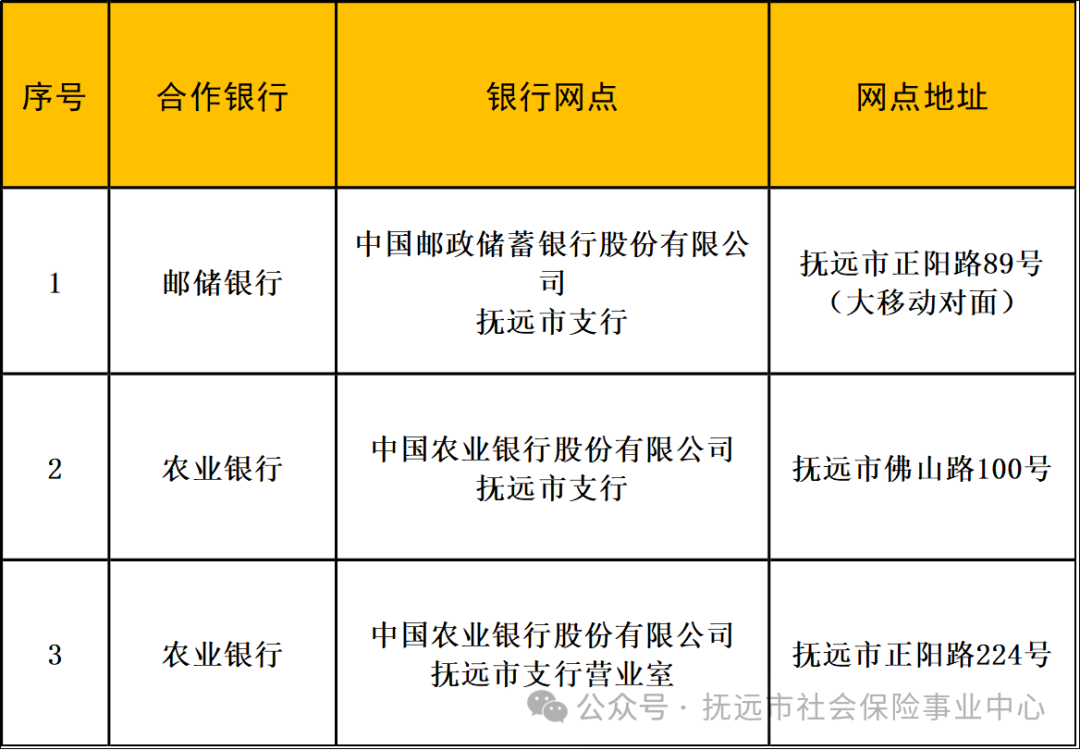 序号 合作银行 银行网点 网点地址
1 邮储银行 中国邮政储蓄银行股份有限公
司
抚远市支行 抚远市正阳路89号
（大移动对面）
2 农业银行 中国农业银行股份有限公司
抚远市支行 抚远市佛山路100号
3 农业银行 中国农业银行股份有限公司
抚远市支行营业室 抚远市正阳路224号
公众号 · 抚远市社会保险事业中心